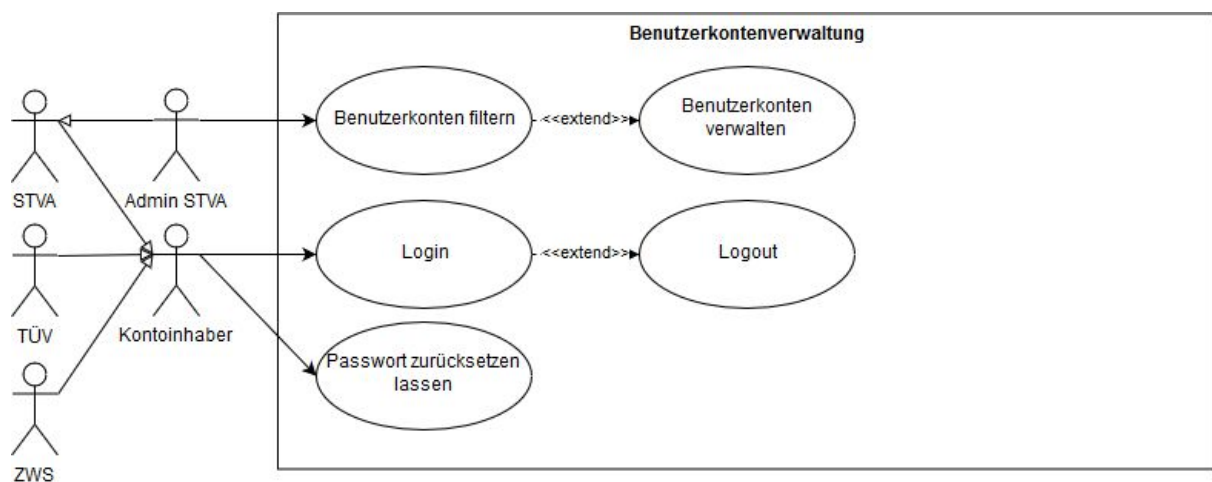 Benutzerkontenverwaltung
Benutzerkonten filtern
<<extend>>
Benutzerkonten
verwalten
STVA
Admin STVA
Login
<<extend>>
Logout
TÜV
Kontoinhaber
Passwort zurücksetzen
lassen
ZWS